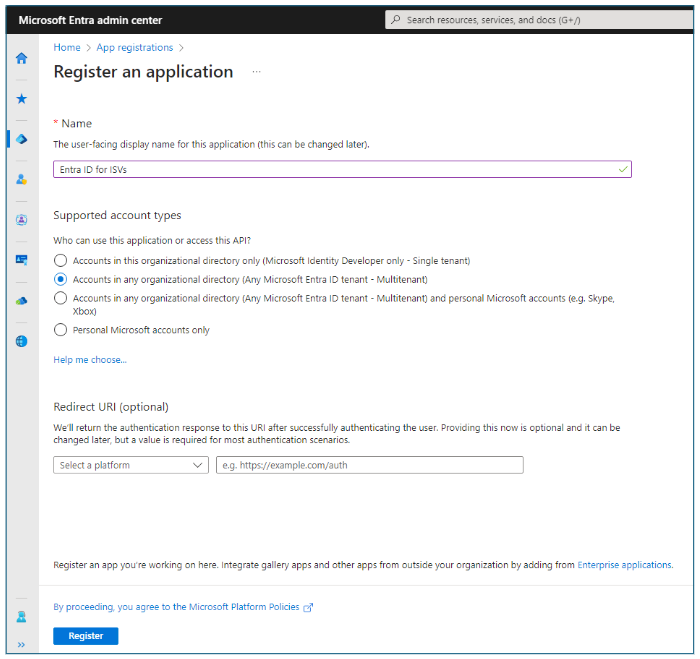 Microsoft Entra admin center
Search resources, services, and docs (G+/)
Home > App registrations >
Register an application ...
* Name
The user-facing display name for this application (this can be changed later).
Entra ID for ISVs
Supported account types
Who can use this application or access this API?
Accounts in this organizational directory only (Microsoft Identity Developer only - Single tenant)
Accounts in any organizational directory (Any Microsoft Entra ID tenant - Multitenant)
Accounts in any organizational directory (Any Microsoft Entra ID tenant - Multitenant) and personal Microsoft accounts (e.g. Skype,
Xbox)
Personal Microsoft accounts only
Help me choose...
Redirect URI (optional)
We'll return the authentication response to this URI after successfully authenticating the user. Providing this now is optional and it can be
changed later, but a value is required for most authentication scenarios.
Select a platform
e.g. https://example.com/auth
Register an app you're working on here. Integrate gallery apps and other apps from outside your organization by adding from Enterprise applications.
By proceeding, you agree to the Microsoft Platform Policies
Register